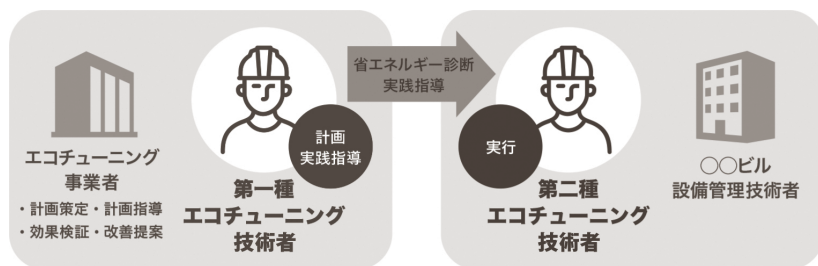 エコチューニング
事業者
・計画策定・計画指導
・効果検証・改善提案
計画
実践指導
第一種
エコチューニング
技術者
省エネルギー診断
実践指導
実行
第二種
エコチューニング
技術者
〇〇ビル
設備管理技術者